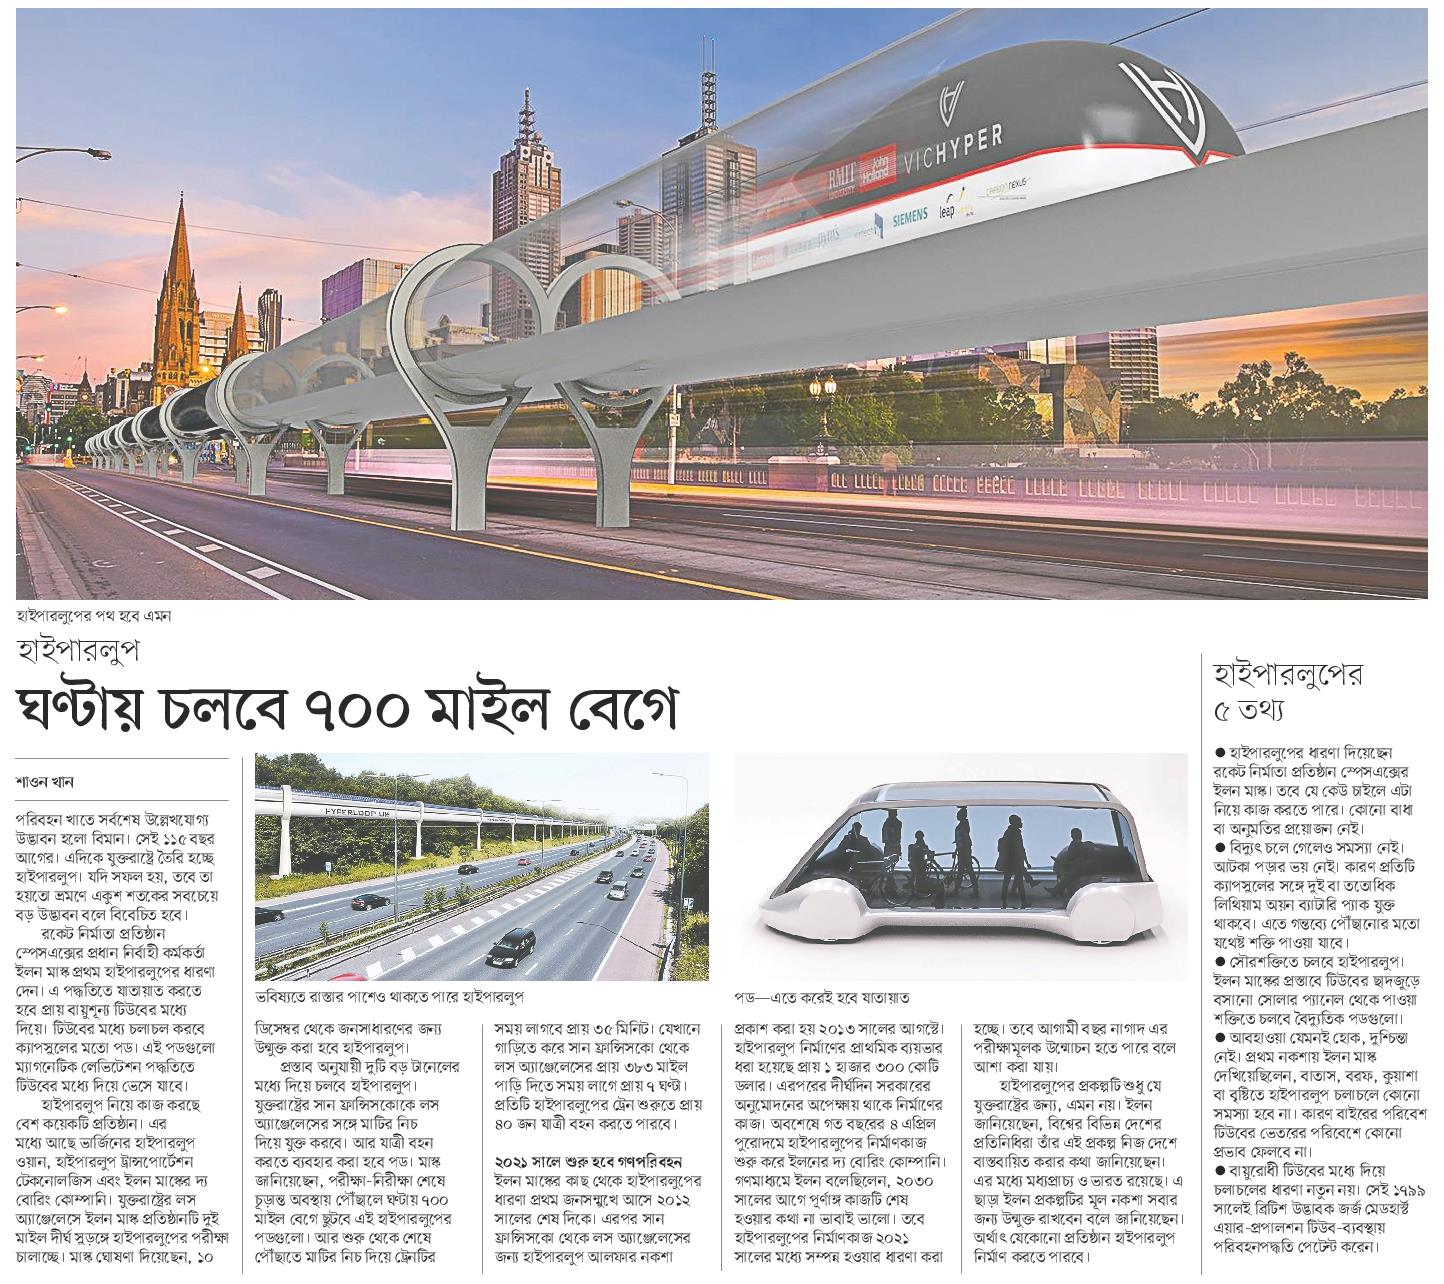 VICHYPER
RMIT
UNIVERSITY
John
Holland
SIEMENS
leap
carbon nexus
হাইপারলুপের পথ হবে এমন
হাইপারলুপ
ঘণ্টায় চলবে ৭০০ মাইল বেগে
শাওন খান
পরিবহন খাতে সর্বশেষ উল্লেখযোগ্য
উদ্ভাবন হলো বিমান। সেই ১১৫ বছর
আগের। এদিকে যুক্তরাষ্ট্রে তৈরি হচ্ছে
হাইপারলুপ। যদি সফল হয়, তবে তা
হয়তো ভ্রমণে একুশ শতকের সবচেয়ে
বড় উদ্ভাবন বলে বিবেচিত হবে।
রকেট নির্মাতা প্রতিষ্ঠান
স্পেসএক্সের প্রধান নির্বাহী কর্মকর্তা
ইলন মাস্ক প্রথম হাইপারলুপের ধারণা
দেন। এ পদ্ধতিতে যাতায়াত করতে
হবে প্রায় বায়ুশূন্য টিউবের মধ্যে
দিয়ে। টিউবের মধ্যে চলাচল করবে
ক্যাপসুলের মতো পড। এই পডগুলো
ম্যাগনেটিক লেভিটেশন পদ্ধতিতে
টিউবের মধ্যে দিয়ে ভেসে যাবে।
হাইপারলুপ নিয়ে কাজ করছে
বেশ কয়েকটি প্রতিষ্ঠান। এর
মধ্যে আছে ভার্জিনের হাইপারলুপ
ওয়ান, হাইপারলুপ ট্রান্সপোর্টেশন
টেকনোলজিস এবং ইলন মাস্কের দ্য
বোরিং কোম্পানি। যুক্তরাষ্ট্রের লস
অ্যাঞ্জেলেসে ইলন মাস্ক প্রতিষ্ঠানটি দুই
মাইল দীর্ঘ সুড়ঙ্গে হাইপারলুপের পরীক্ষা
চালাচ্ছে। মাস্ক ঘোষণা দিয়েছেন, ১০
HYPERLOOP UK
ভবিষ্যতে রাস্তার পাশেও থাকতে পারে হাইপারলুপ
ডিসেম্বর থেকে জনসাধারণের জন্য
উন্মুক্ত করা হবে হাইপারলুপ।
প্রস্তাব অনুযায়ী দুটি বড় টানেলের
মধ্যে দিয়ে চলবে হাইপারলুপ।
যুক্তরাষ্ট্রের সান ফ্রান্সিসকোকে লস
অ্যাঞ্জেলেসের সঙ্গে মাটির নিচ
দিয়ে যুক্ত করবে। আর যাত্রী বহন
করতে ব্যবহার করা হবে পড। মাস্ক
জানিয়েছেন, পরীক্ষা-নিরীক্ষা শেষে
চূড়ান্ত অবস্থায় পৌঁছালে ঘণ্টায় ৭০০
মাইল বেগে ছুটবে এই হাইপারলুপের
পডগুলো। আর শুরু থেকে শেষে
পৌঁছাতে মাটির নিচ দিয়ে ট্রেনটির
সময় লাগবে প্রায় ৩৫ মিনিট। যেখানে
গাড়িতে করে সান ফ্রান্সিসকো থেকে
লস অ্যাঞ্জেলেসের প্রায় ৩৮৩ মাইল
পাড়ি দিতে সময় লাগে প্রায় ৭ ঘণ্টা।
প্রতিটি হাইপারলুপের ট্রেন শুরুতে প্রায়
৪০ জন যাত্রী বহন করতে পারবে।
২০২১ সালে শুরু হবে গণপরিবহন
ইলন মাস্কের কাছ থেকে হাইপারলুপের
ধারণা প্রথম জনসম্মুখে আসে ২০১২
সালের শেষ দিকে। এরপর সান
ফ্রান্সিসকো থেকে লস অ্যাঞ্জেলেসের
জন্য হাইপারলুপ আলফার নকশা
পড—এতে করেই হবে যাতায়াত
প্রকাশ করা হয় ২০১৩ সালের আগস্টে।
হাইপারলুপ নির্মাণের প্রাথমিক ব্যয়ভার
ধরা হয়েছে প্রায় ১ হাজার ৩০০ কোটি
ডলার। এরপরের দীর্ঘদিন সরকারের
অনুমোদনের অপেক্ষায় থাকে নির্মাণের
কাজ। অবশেষে গত বছরের ৪ এপ্রিল
পুরোদমে হাইপারলুপের নির্মাণকাজ
শুরু করে ইলনের দ্য বোরিং কোম্পানি।
গণমাধ্যমে ইলন বলেছিলেন, ২০৩০
সালের আগে পূর্ণাঙ্গ কাজটি শেষ
হওয়ার কথা না ভাবাই ভালো। তবে
হাইপারলুপের নির্মাণকাজ ২০২১
সালের মধ্যে সম্পন্ন হওয়ার ধারণা করা
হচ্ছে। তবে আগামী বছর নাগাদ এর
পরীক্ষামূলক উন্মোচন হতে পারে বলে
আশা করা যায়।
হাইপারলুপের প্রকল্পটি শুধু যে
যুক্তরাষ্ট্রের জন্য, এমন নয়। ইলন
জানিয়েছেন, বিশ্বের বিভিন্ন দেশের
প্রতিনিধিরা তাঁর এই প্রকল্প নিজ দেশে
বাস্তবায়িত করার কথা জানিয়েছেন।
এর মধ্যে মধ্যপ্রাচ্য ও ভারত রয়েছে। এ
ছাড়া ইলন প্রকল্পটির মূল নকশা সবার
জন্য উন্মুক্ত রাখবেন বলে জানিয়েছেন।
অর্থাৎ যেকোনো প্রতিষ্ঠান হাইপারলুপ
নির্মাণ করতে পারবে।
হাইপারলুপের
৫ তথ্য
● হাইপারলুপের ধারণা দিয়েছেন
রকেট নির্মাতা প্রতিষ্ঠান স্পেসএক্সের
ইলন মাস্ক। তবে যে কেউ চাইলে এটা
নিয়ে কাজ করতে পারে। কোনো বাধা
বা অনুমতির প্রয়োজন নেই।
● বিদ্যুৎ চলে গেলেও সমস্যা নেই।
আটকা পড়ার ভয় নেই। কারণ প্রতিটি
ক্যাপসুলের সঙ্গে দুই বা ততোধিক
লিথিয়াম অয়ন ব্যাটারি প্যাক যুক্ত
থাকবে। এতে গন্তব্যে পৌঁছানোর মতো
যথেষ্ট শক্তি পাওয়া যাবে।
● সৌরশক্তিতে চলবে হাইপারলুপ।
ইলন মাস্কের প্রস্তাবে টিউবের ছাদজুড়ে
বসানো সোলার প্যানেল থেকে পাওয়া
শক্তিতে চলবে বৈদ্যুতিক পডগুলো।
● আবহাওয়া যেমনই হোক, দুশ্চিন্তা
নেই। প্রথম নকশায় ইলন মাস্ক
দেখিয়েছিলেন, বাতাস, বরফ, কুয়াশা
বা বৃষ্টিতে হাইপারলুপ চলাচলে কোনো
সমস্যা হবে না। কারণ বাইরের পরিবেশ
টিউবের ভেতরের পরিবেশে কোনো
প্রভাব ফেলবে না।
● বায়ুরোধী টিউবের মধ্যে দিয়ে
চলাচলের ধারণা নতুন নয়। সেই ১৭৯৯
সালেই ব্রিটিশ উদ্ভাবক জর্জ মেডহার্স্ট
এয়ার-প্রপালশন টিউব-ব্যবস্থায়
পরিবহনপদ্ধতি পেটেন্ট করেন।